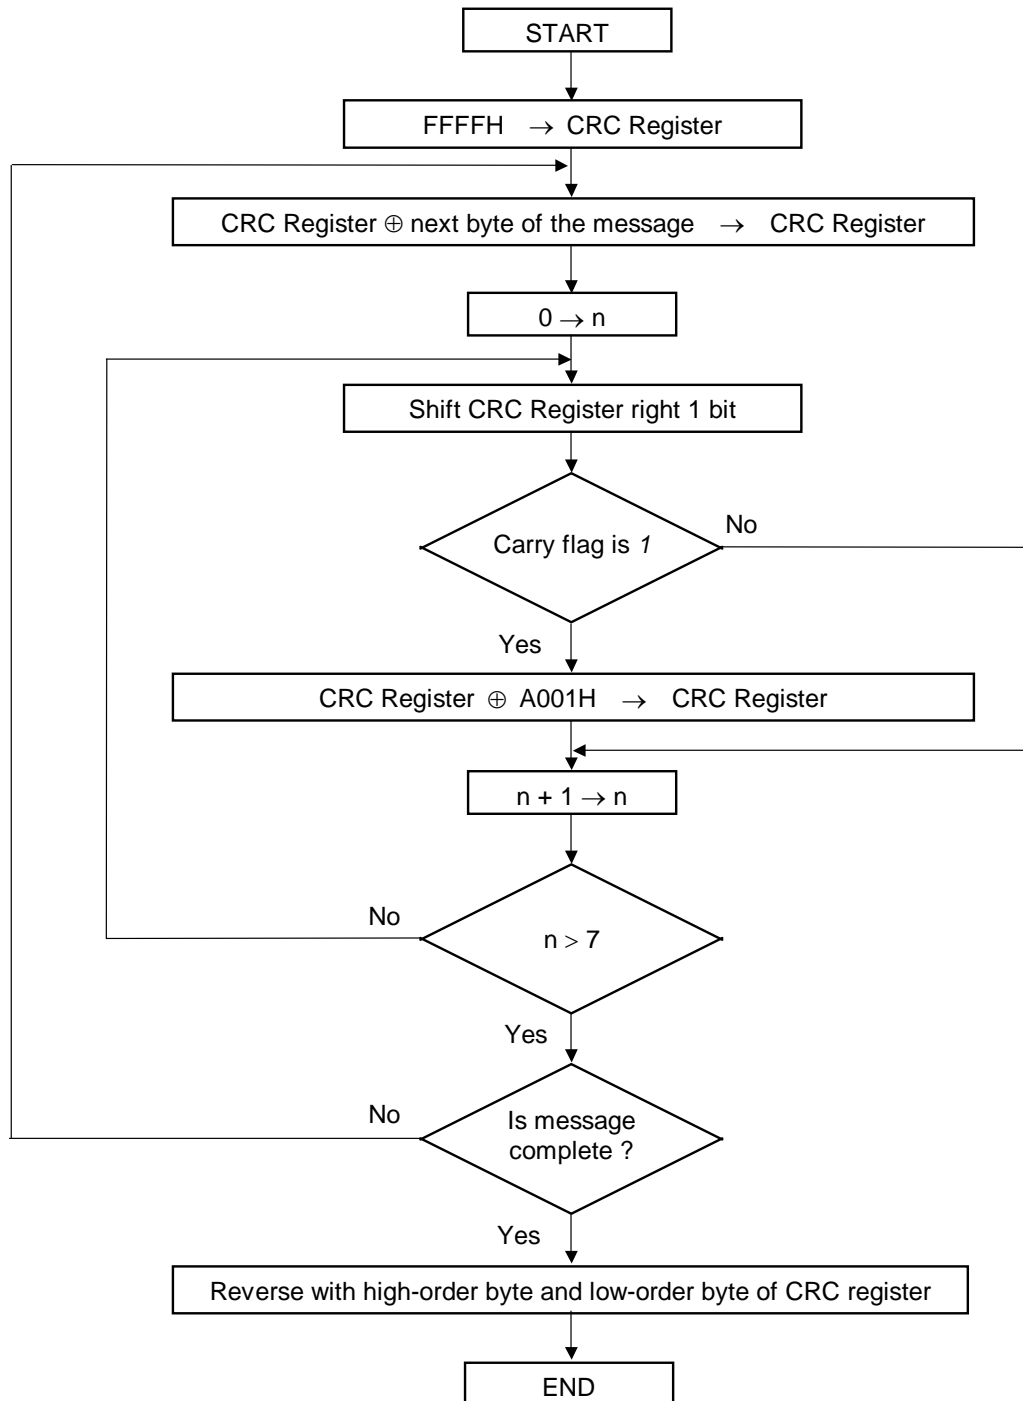 START
FFFFH → CRC Register
CRC Register ⊕ next byte of the message → CRC Register
0 → n
Shift CRC Register right 1 bit
Carry flag is 1
No
Yes
CRC Register ⊕ A001H → CRC Register
n + 1 → n
No
n > 7
Yes
No
Is message
complete ?
Yes
Reverse with high-order byte and low-order byte of CRC register
END